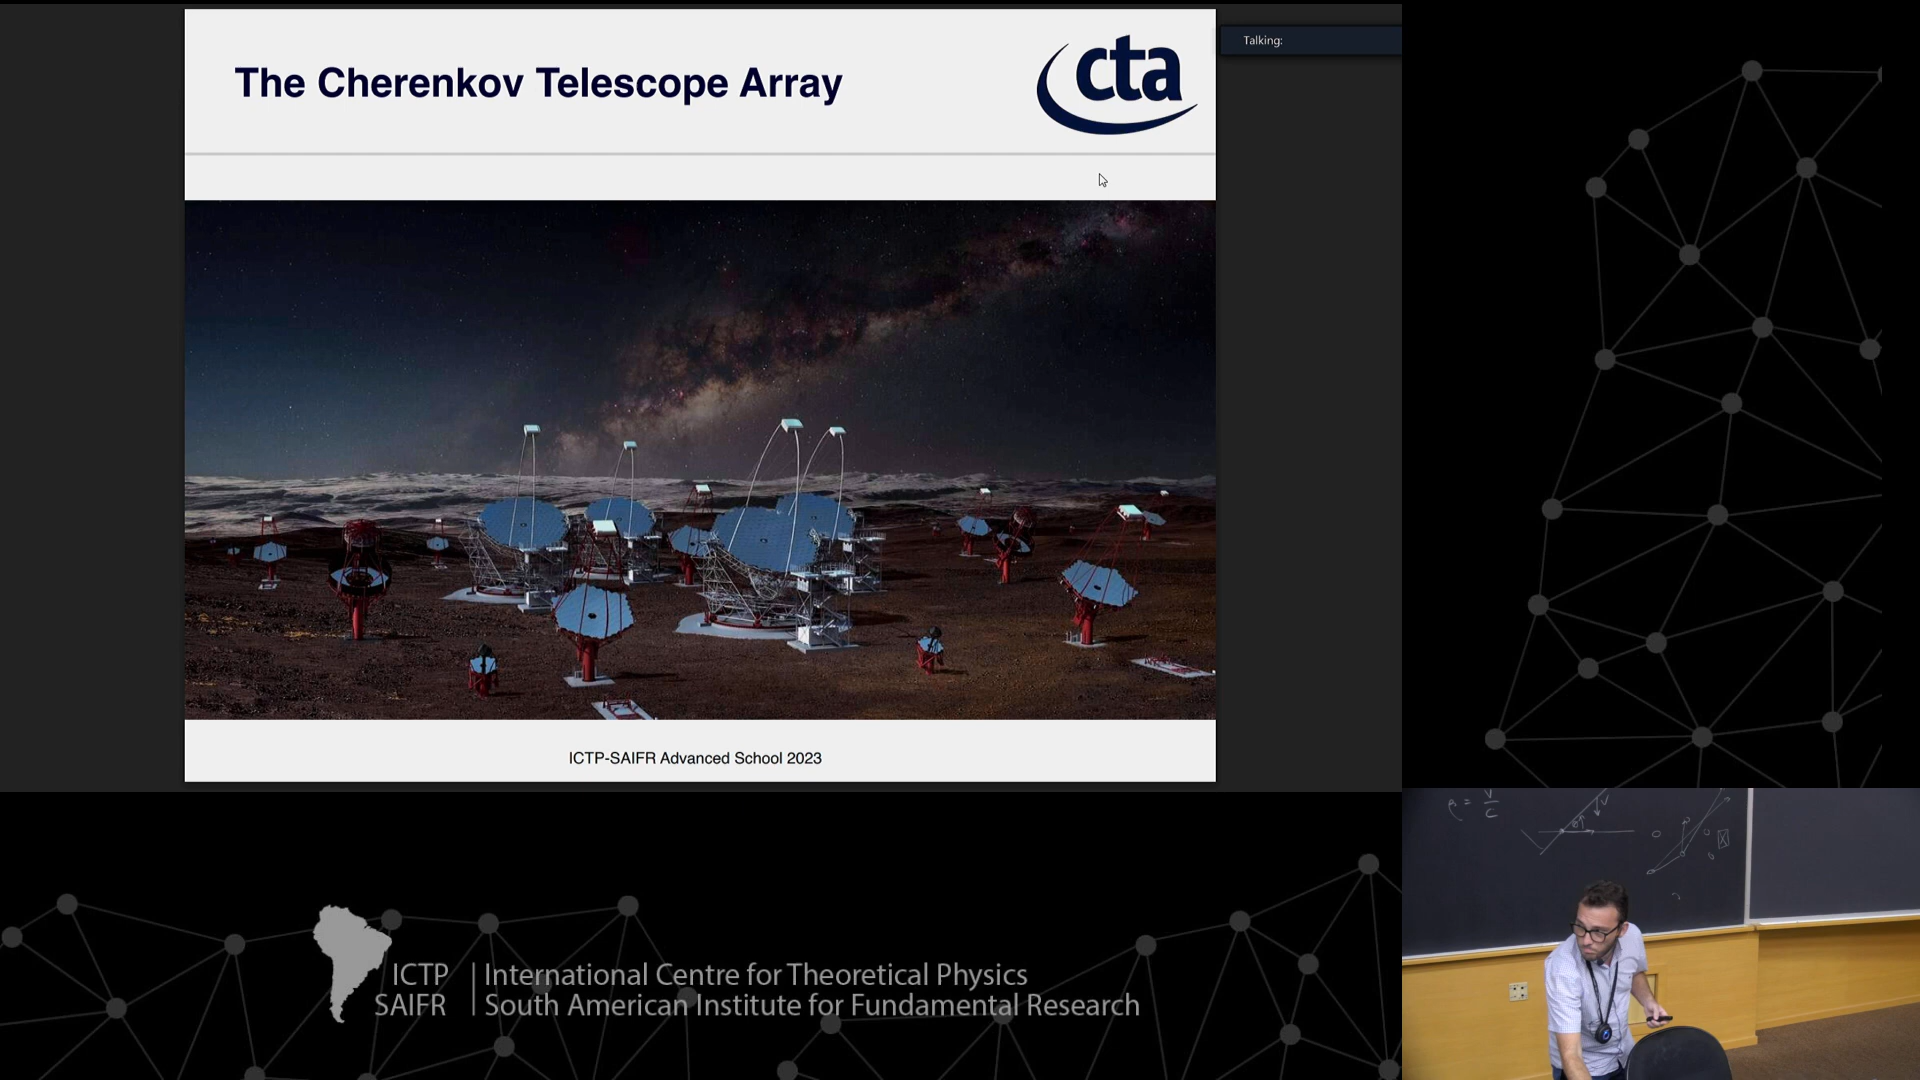 The Cherenkov Telescope Array
cta
Talking:
ICTP-SAIFR Advanced School 2023
ICTP
SAIFR
International Centre for Theoretical Physics
South American Institute for Fundamental Research